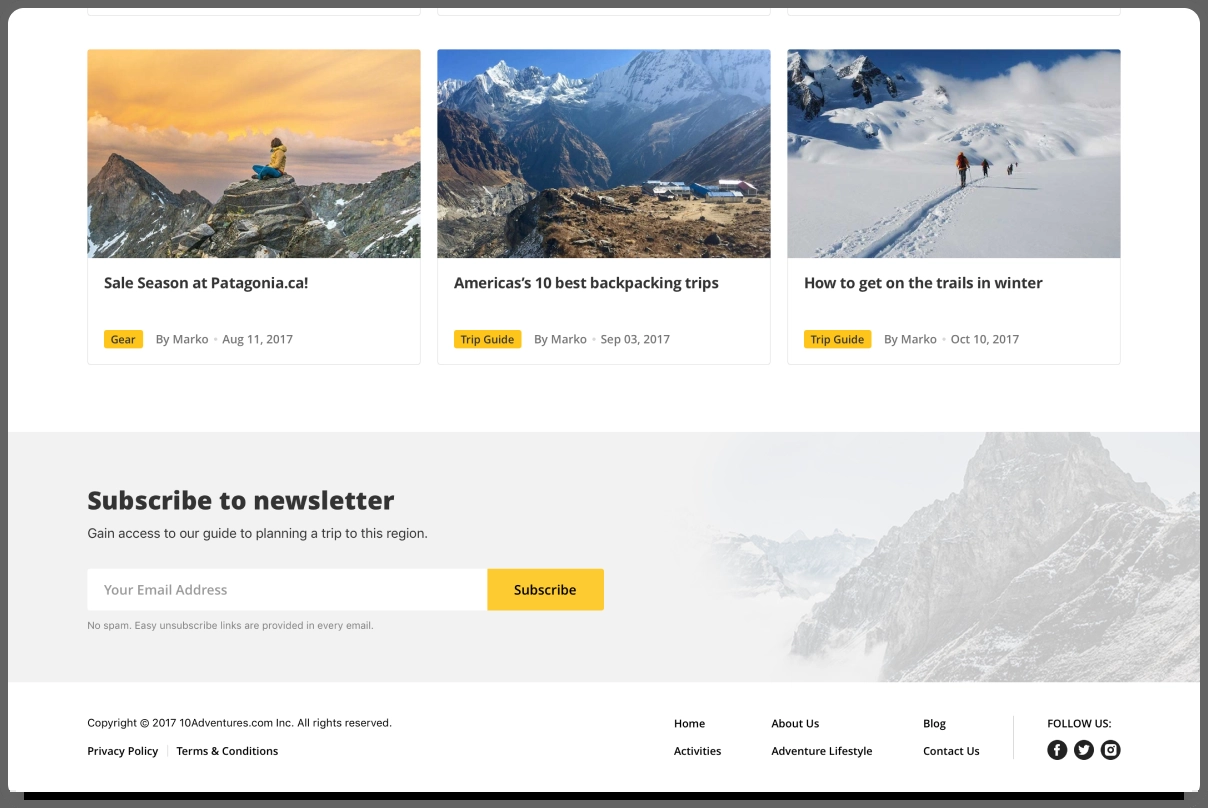 Sale Season at Patagonia.ca!
Gear By Marko • Aug 11, 2017
Americas's 10 best backpacking trips
Trip Guide By Marko • Sep 03, 2017
How to get on the trails in winter
Trip Guide By Marko • Oct 10, 2017
Subscribe to newsletter
Gain access to our guide to planning a trip to this region.
Your Email Address
Subscribe
No spam. Easy unsubscribe links are provided in every email.
Copyright © 2017 10Adventures.com Inc. All rights reserved.
Privacy Policy | Terms & Conditions
Home
Activities
About Us
Adventure Lifestyle
Blog
Contact Us
FOLLOW US: